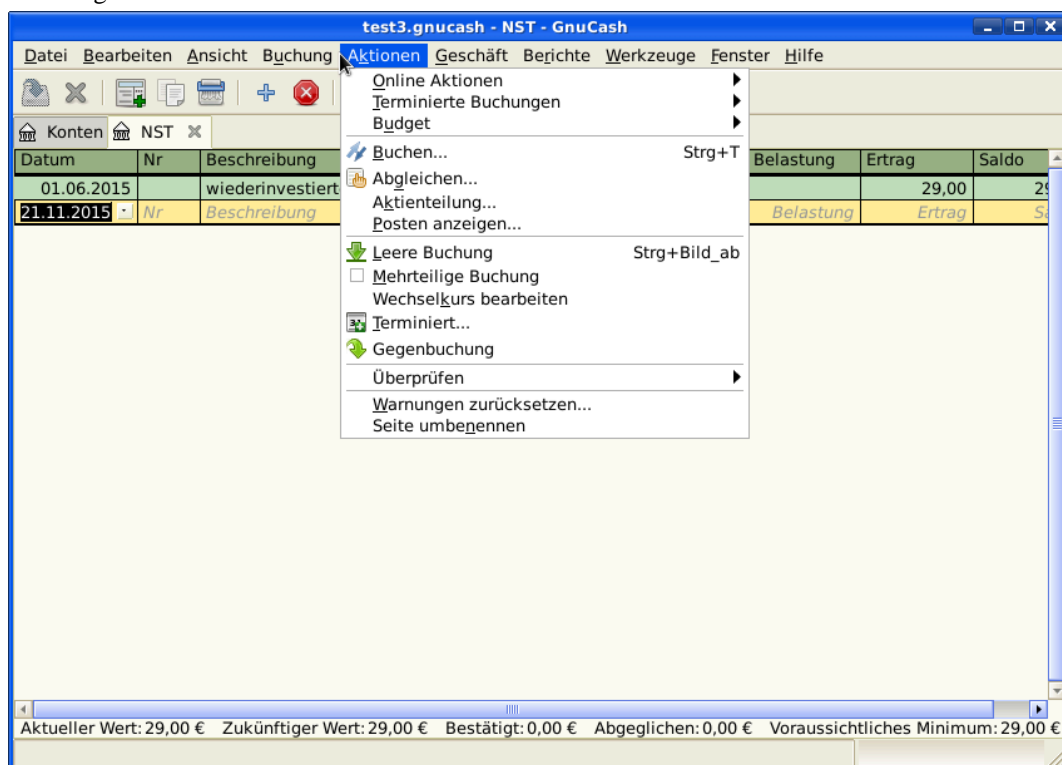 test3.gnucash - NST - GnuCash
Datei Bearbeiten Ansicht Buchung Aktionen Geschäft Berichte Werkzeuge Fenster Hilfe
Konten NST
Datum Nr Beschreibung Belastung Ertrag Saldo
01.06.2015 wiederinvestiert 29,00 29
21.11.2015 Nr Beschreibung Belastung Ertrag Sa
Online Aktionen
Terminierte Buchungen
Budget
Buchen... Strg+T
Abgleichen...
Aktienteilung...
Posten anzeigen...
Leere Buchung Strg+Bild_ab
Mehrteilige Buchung
Wechselkurs bearbeiten
Terminiert...
Gegenbuchung
Überprüfen
Warnungen zurücksetzen...
Seite umbenennen
Aktueller Wert: 29,00 € Zukünftiger Wert: 29,00 € Bestätigt: 0,00 € Abgeglichen: 0,00 € Voraussichtliches Minimum: 29,00 €